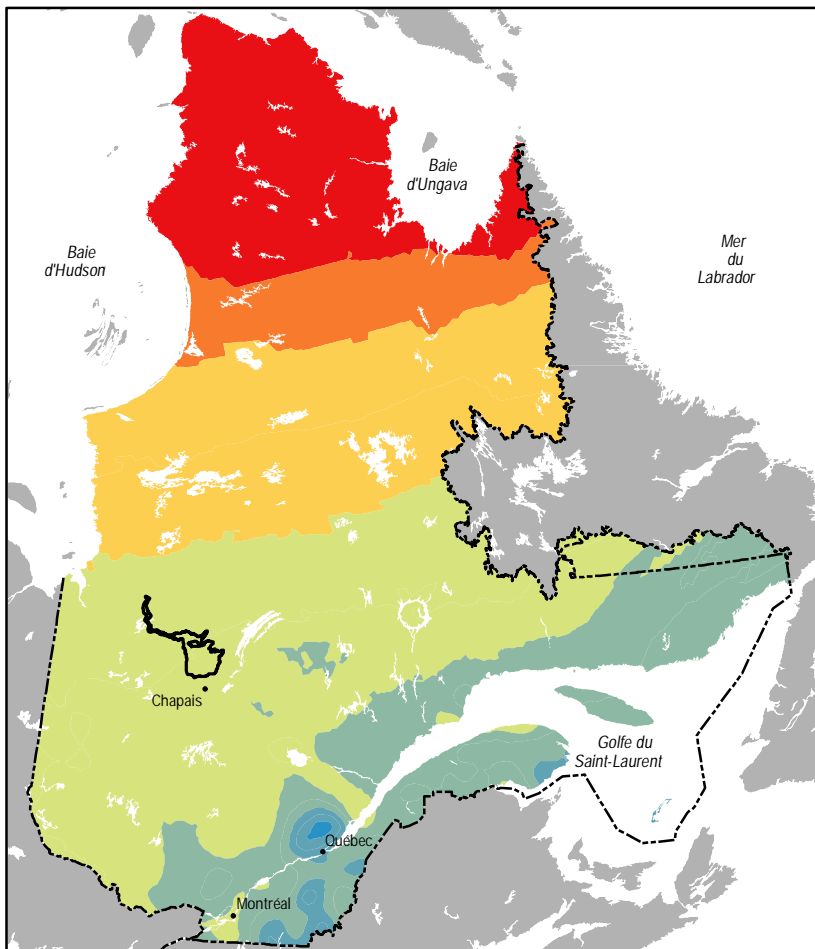 Baie
d'Ungava
Mer
du
Labrador
Baie
d'Hudson
Chapais
Golfe du
Saint-Laurent
Québec
Montréal